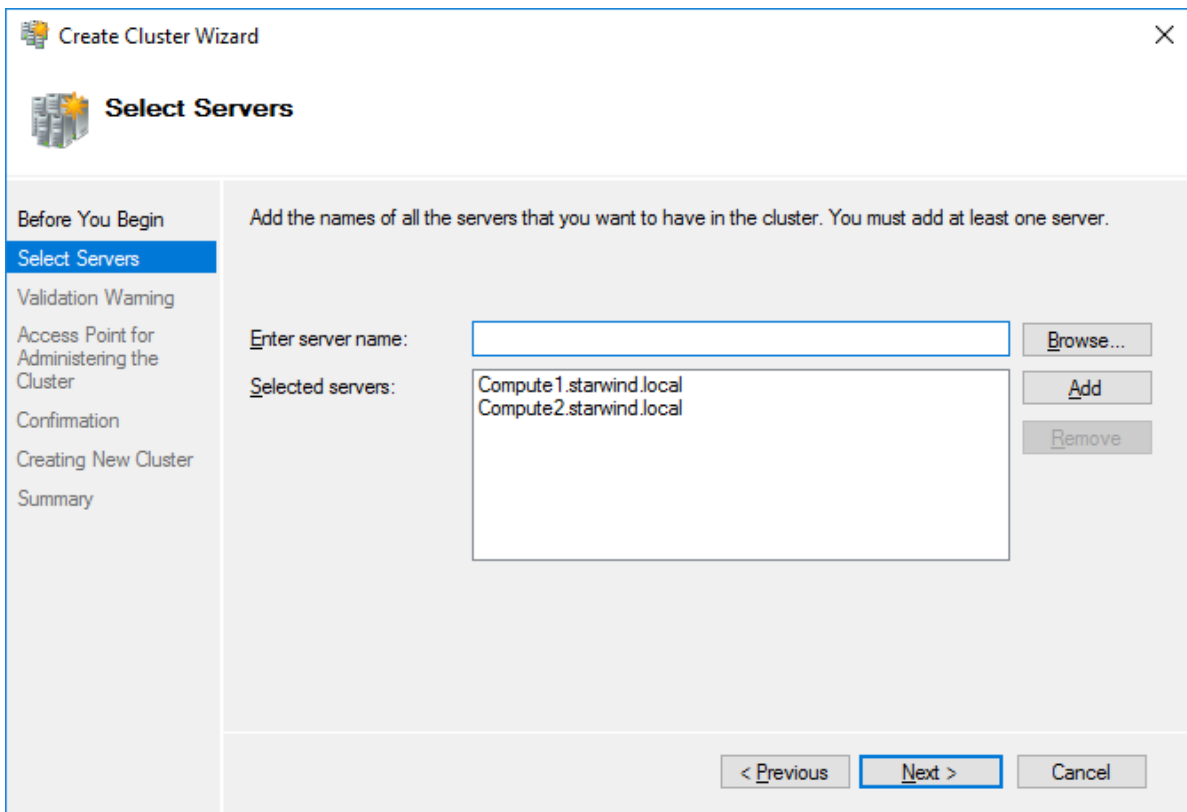 Create Cluster Wizard
Select Servers
Before You Begin
Select Servers
Validation Warning
Access Point for
Administering the
Cluster
Confirmation
Creating New Cluster
Summary
Add the names of all the servers that you want to have in the cluster. You must add at least one server.
Enter server name:
Browse...
Selected servers:
Compute1.starwind.local
Compute2.starwind.local
Add
Remove
< Previous
Next >
Cancel